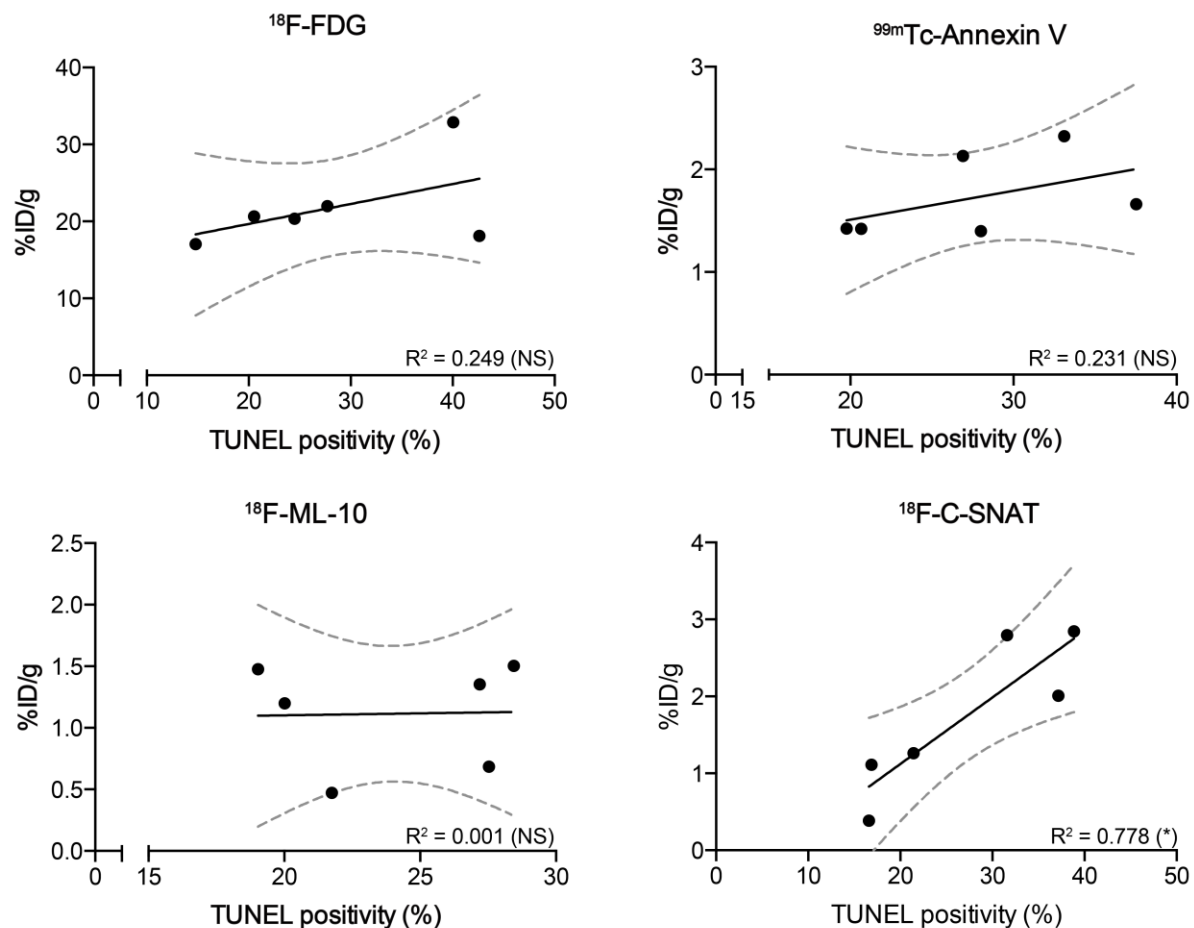 ¹⁸F-FDG
%ID/g
40
30
20
10
0
R² = 0.249 (NS)
0 10 20 30 40 50
TUNEL positivity (%)
⁹⁹ᵐTc-Annexin V
%ID/g
3
2
1
0
R² = 0.231 (NS)
0 15 20 30 40
TUNEL positivity (%)
¹⁸F-ML-10
%ID/g
2.5
2.0
1.5
1.0
0.5
0.0
R² = 0.001 (NS)
0 15 20 25 30
TUNEL positivity (%)
¹⁸F-C-SNAT
%ID/g
4
3
2
1
0
R² = 0.778 (*)
0 10 20 30 40 50
TUNEL positivity (%)